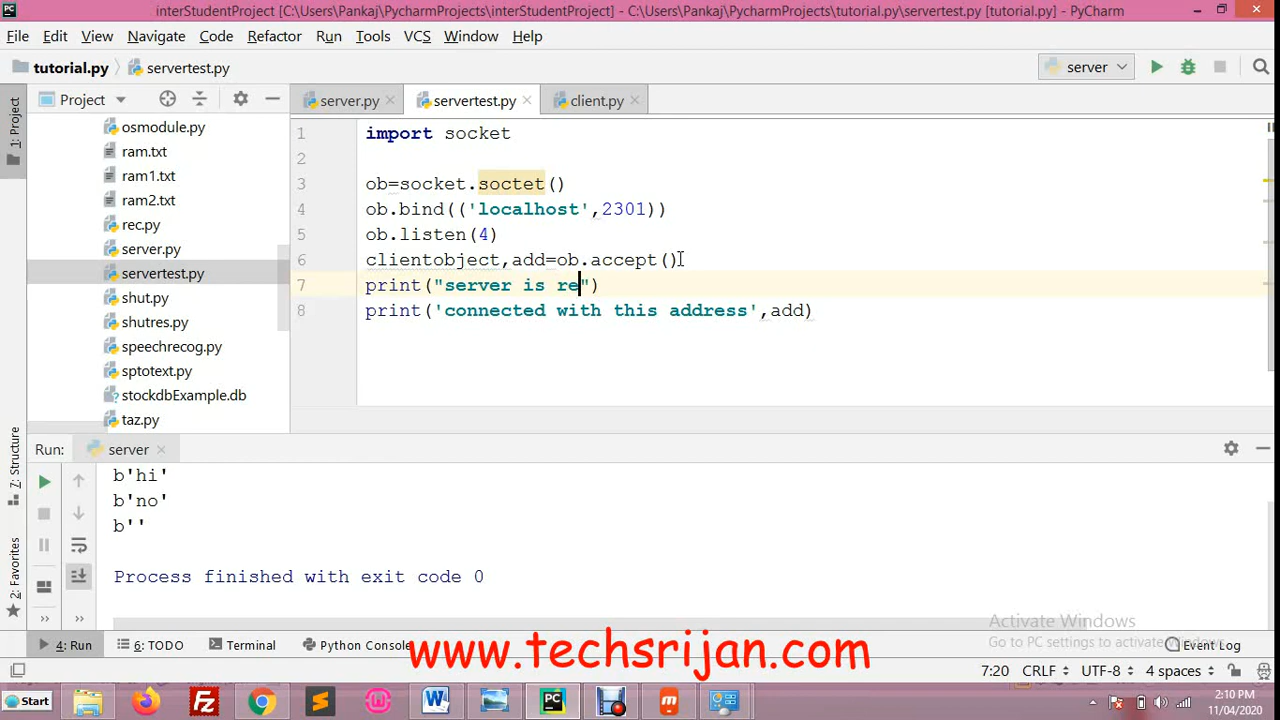 PC
interStudentProject [C:\Users\Pankaj\PycharmProjects\interStudentProject] - C:\Users\Pankaj\PycharmProjects\tutorial.py\servertest.py [tutorial.py] - PyCharm
File Edit View Navigate Code Refactor Run Tools VCS Window Help
tutorial.py servertest.py server
1: Project
Project
server.py servertest.py client.py
osmodule.py
ram.txt
ram1.txt
ram2.txt
rec.py
server.py
servertest.py
shut.py
shutres.py
speechrecog.py
sptotext.py
stockdbExample.db
taz.py
1 import socket
2
3 ob=socket.soctet()
4 ob.bind(('localhost',2301))
5 ob.listen(4)
6 clientobject,add=ob.accept()
7 print("server is re")
8 print('connected with this address',add)
7: Structure
2: Favorites
Run: server
b'hi'
b'no'
b''
Process finished with exit code 0
Activate Windows
Go to PC settings to activate Windows.
4: Run 6: TODO Terminal Python Console Event Log
www.techsrijan.com
7:20 CRLF UTF-8 4 spaces
Start
2:10 PM
11/04/2020